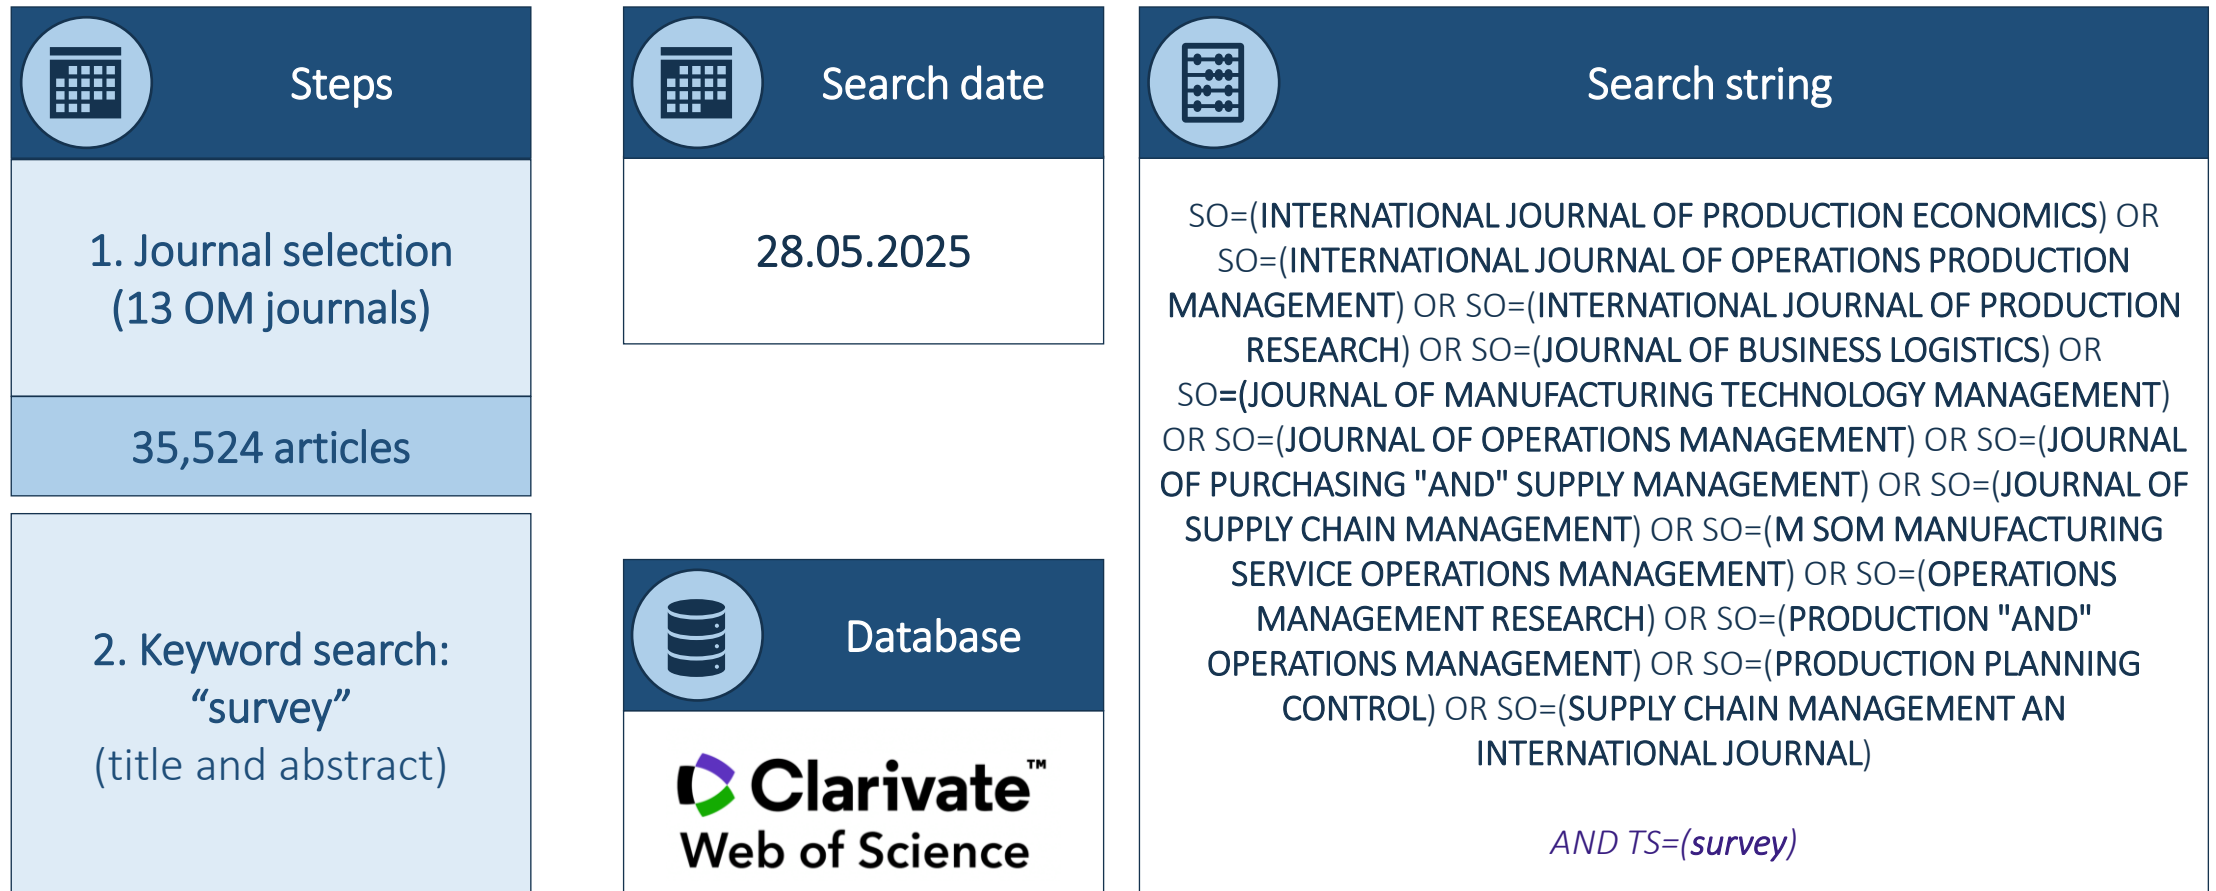 Steps
1. Journal selection
(13 OM journals)
35,524 articles
2. Keyword search:
“survey”
(title and abstract)
Search date
28.05.2025
Database
Clarivate™
Web of Science
Search string
SO=(INTERNATIONAL JOURNAL OF PRODUCTION ECONOMICS) OR
SO=(INTERNATIONAL JOURNAL OF OPERATIONS PRODUCTION
MANAGEMENT) OR SO=(INTERNATIONAL JOURNAL OF PRODUCTION
RESEARCH) OR SO=(JOURNAL OF BUSINESS LOGISTICS) OR
SO=(JOURNAL OF MANUFACTURING TECHNOLOGY MANAGEMENT)
OR SO=(JOURNAL OF OPERATIONS MANAGEMENT) OR SO=(JOURNAL
OF PURCHASING "AND" SUPPLY MANAGEMENT) OR SO=(JOURNAL OF
SUPPLY CHAIN MANAGEMENT) OR SO=(M SOM MANUFACTURING
SERVICE OPERATIONS MANAGEMENT) OR SO=(OPERATIONS
MANAGEMENT RESEARCH) OR SO=(PRODUCTION "AND"
OPERATIONS MANAGEMENT) OR SO=(PRODUCTION PLANNING
CONTROL) OR SO=(SUPPLY CHAIN MANAGEMENT AN
INTERNATIONAL JOURNAL)
AND TS=(survey)